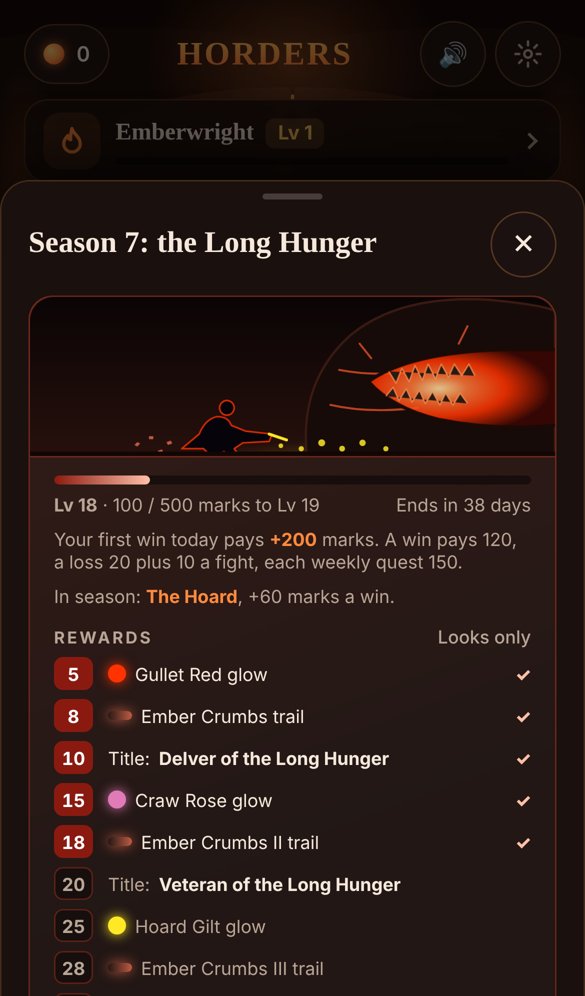 0
HORDERS
Emberwright Lv 1
Season 7: the Long Hunger
Lv 18 · 100 / 500 marks to Lv 19 Ends in 38 days
Your first win today pays +200 marks. A win pays 120,
a loss 20 plus 10 a fight, each weekly quest 150.
In season: The Hoard, +60 marks a win.
REWARDS Looks only
5 Gullet Red glow
8 Ember Crumbs trail
10 Title: Delver of the Long Hunger
15 Craw Rose glow
18 Ember Crumbs II trail
20 Title: Veteran of the Long Hunger
25 Hoard Gilt glow
28 Ember Crumbs III trail